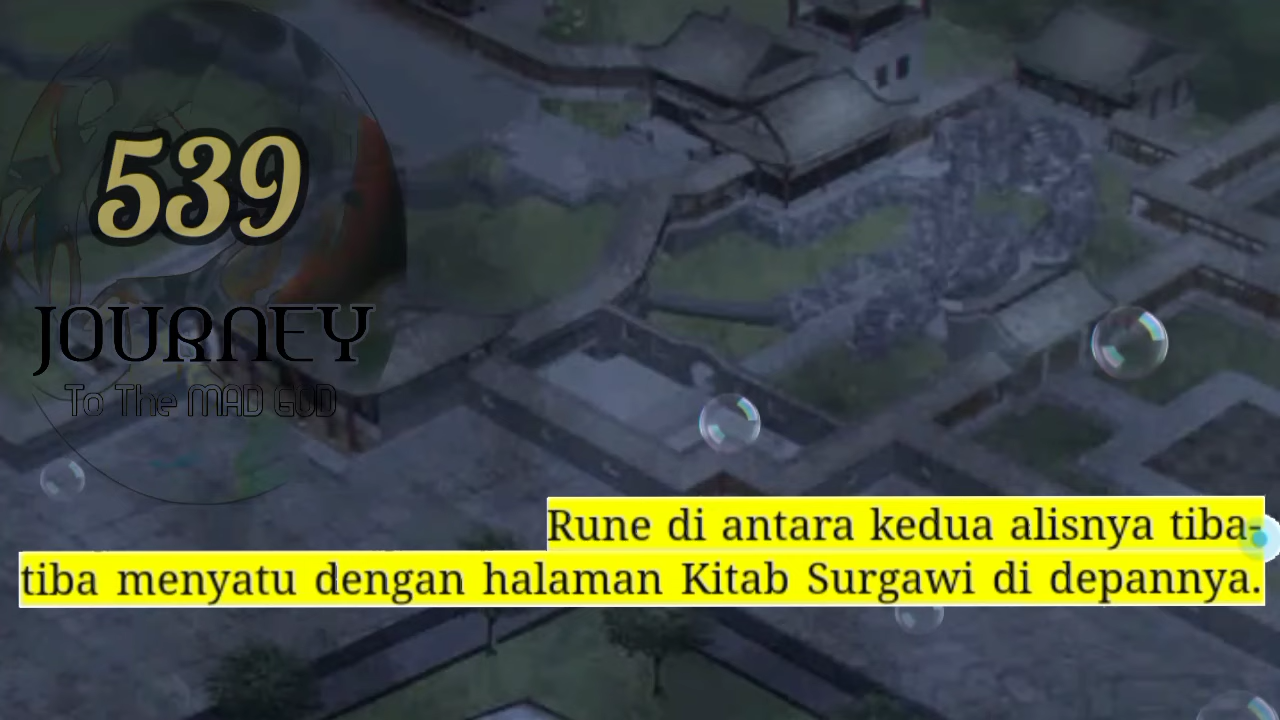 539
JOURNEY
To The MAD GOD
Rune di antara kedua alisnya tiba-
tiba menyatu dengan halaman Kitab Surgawi di depannya.